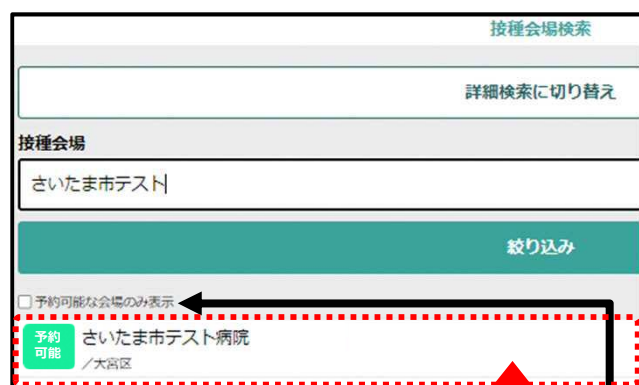 接種会場検索
詳細検索に切り替え
接種会場
さいたま市テスト
絞り込み
予約可能な会場のみ表示
予約
可能
さいたま市テスト病院
／大宮区